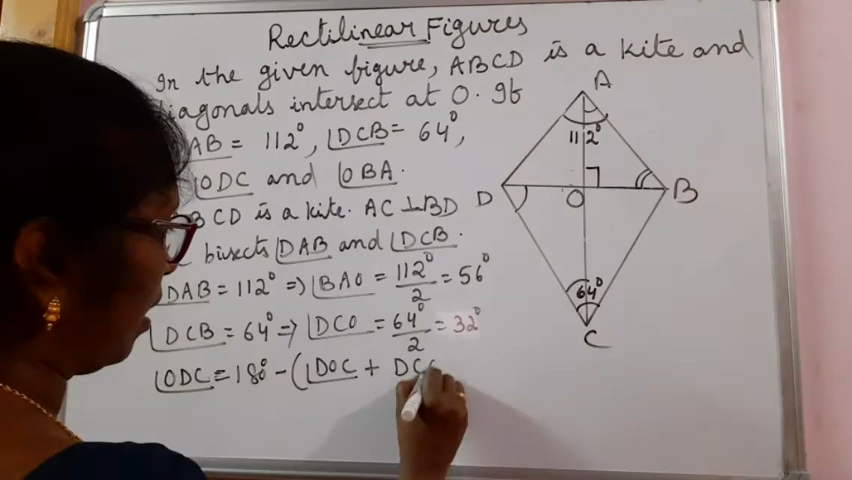 Rectilinear Figures
In the given figure, ABCD is a kite and
diagonals intersect at O. If
AB = 112°, ∠DCB = 64°,
∠ODC and ∠OBA.
BCD is a kite. AC ⊥ BD
bisects ∠DAB and ∠DCB.
DAB = 112° ⇒ ∠BAO = 112°/2 = 56°
∠DCB = 64° ⇒ ∠DCO = 64°/2 = 32°
∠ODC = 180° - (∠DOC + DC
A
112°
D
O
B
64°
C